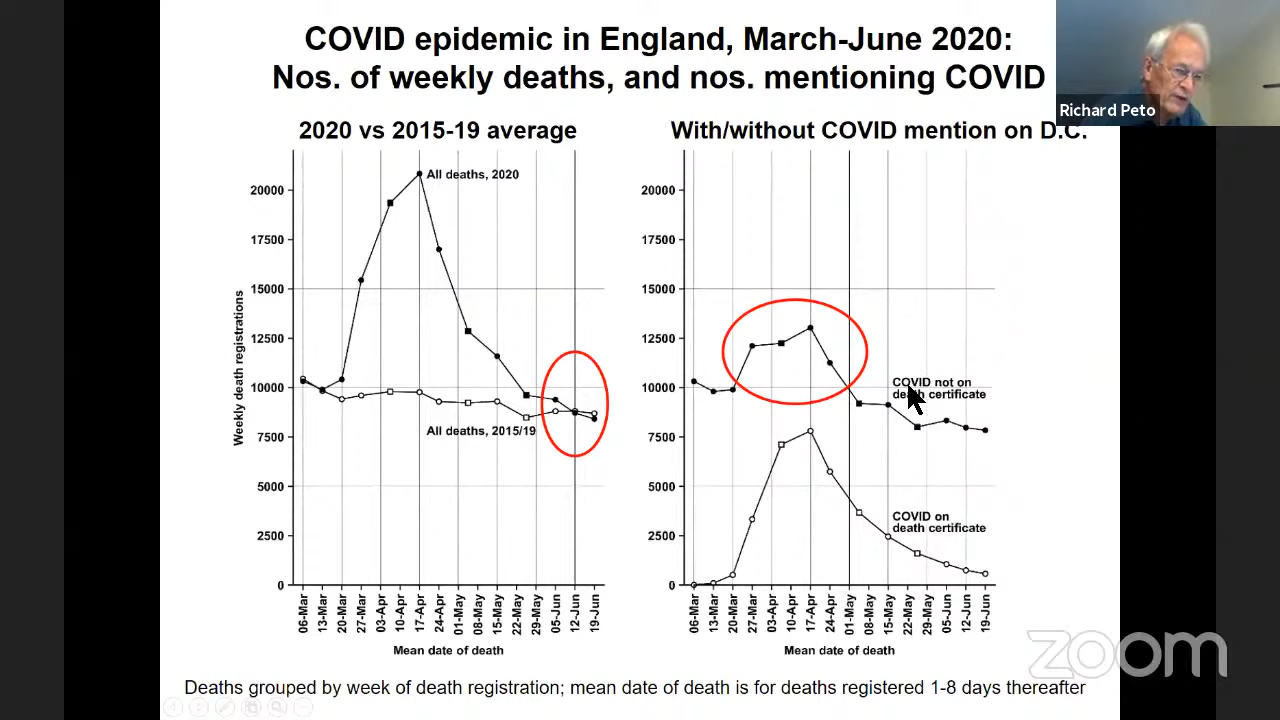 COVID epidemic in England, March-June 2020:
Nos. of weekly deaths, and nos. mentioning COVID
Richard Peto
2020 vs 2015-19 average
Weekly death registrations
20000
17500
15000
12500
10000
7500
5000
2500
0
All deaths, 2020
All deaths, 2015/19
06-Mar
13-Mar
20-Mar
27-Mar
03-Apr
10-Apr
17-Apr
24-Apr
01-May
08-May
15-May
22-May
29-May
05-Jun
12-Jun
19-Jun
Mean date of death
With/without COVID mention on D.C.
20000
17500
15000
12500
10000
7500
5000
2500
0
COVID not on
death certificate
COVID on
death certificate
06-Mar
13-Mar
20-Mar
27-Mar
03-Apr
10-Apr
17-Apr
24-Apr
01-May
08-May
15-May
22-May
29-May
05-Jun
12-Jun
19-Jun
Mean date of death
zoom
Deaths grouped by week of death registration; mean date of death is for deaths registered 1-8 days thereafter